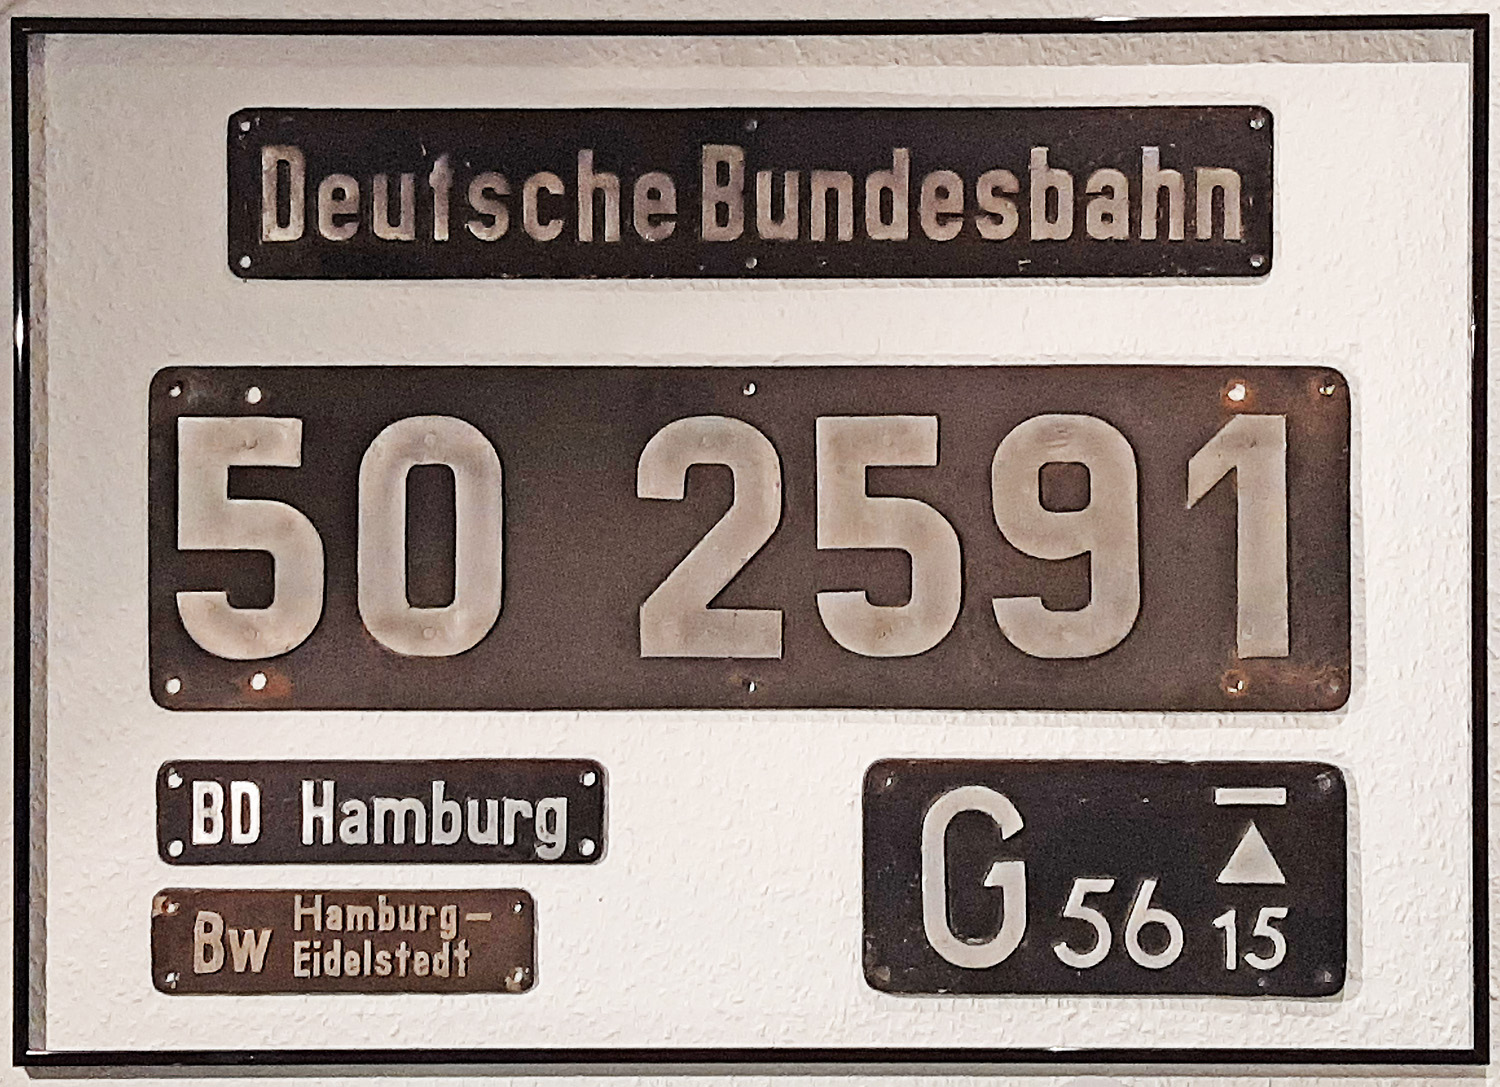 Deutsche Bundesbahn
50 2591
BD Hamburg
Bw Hamburg-
Eidelstedt
G 56 15